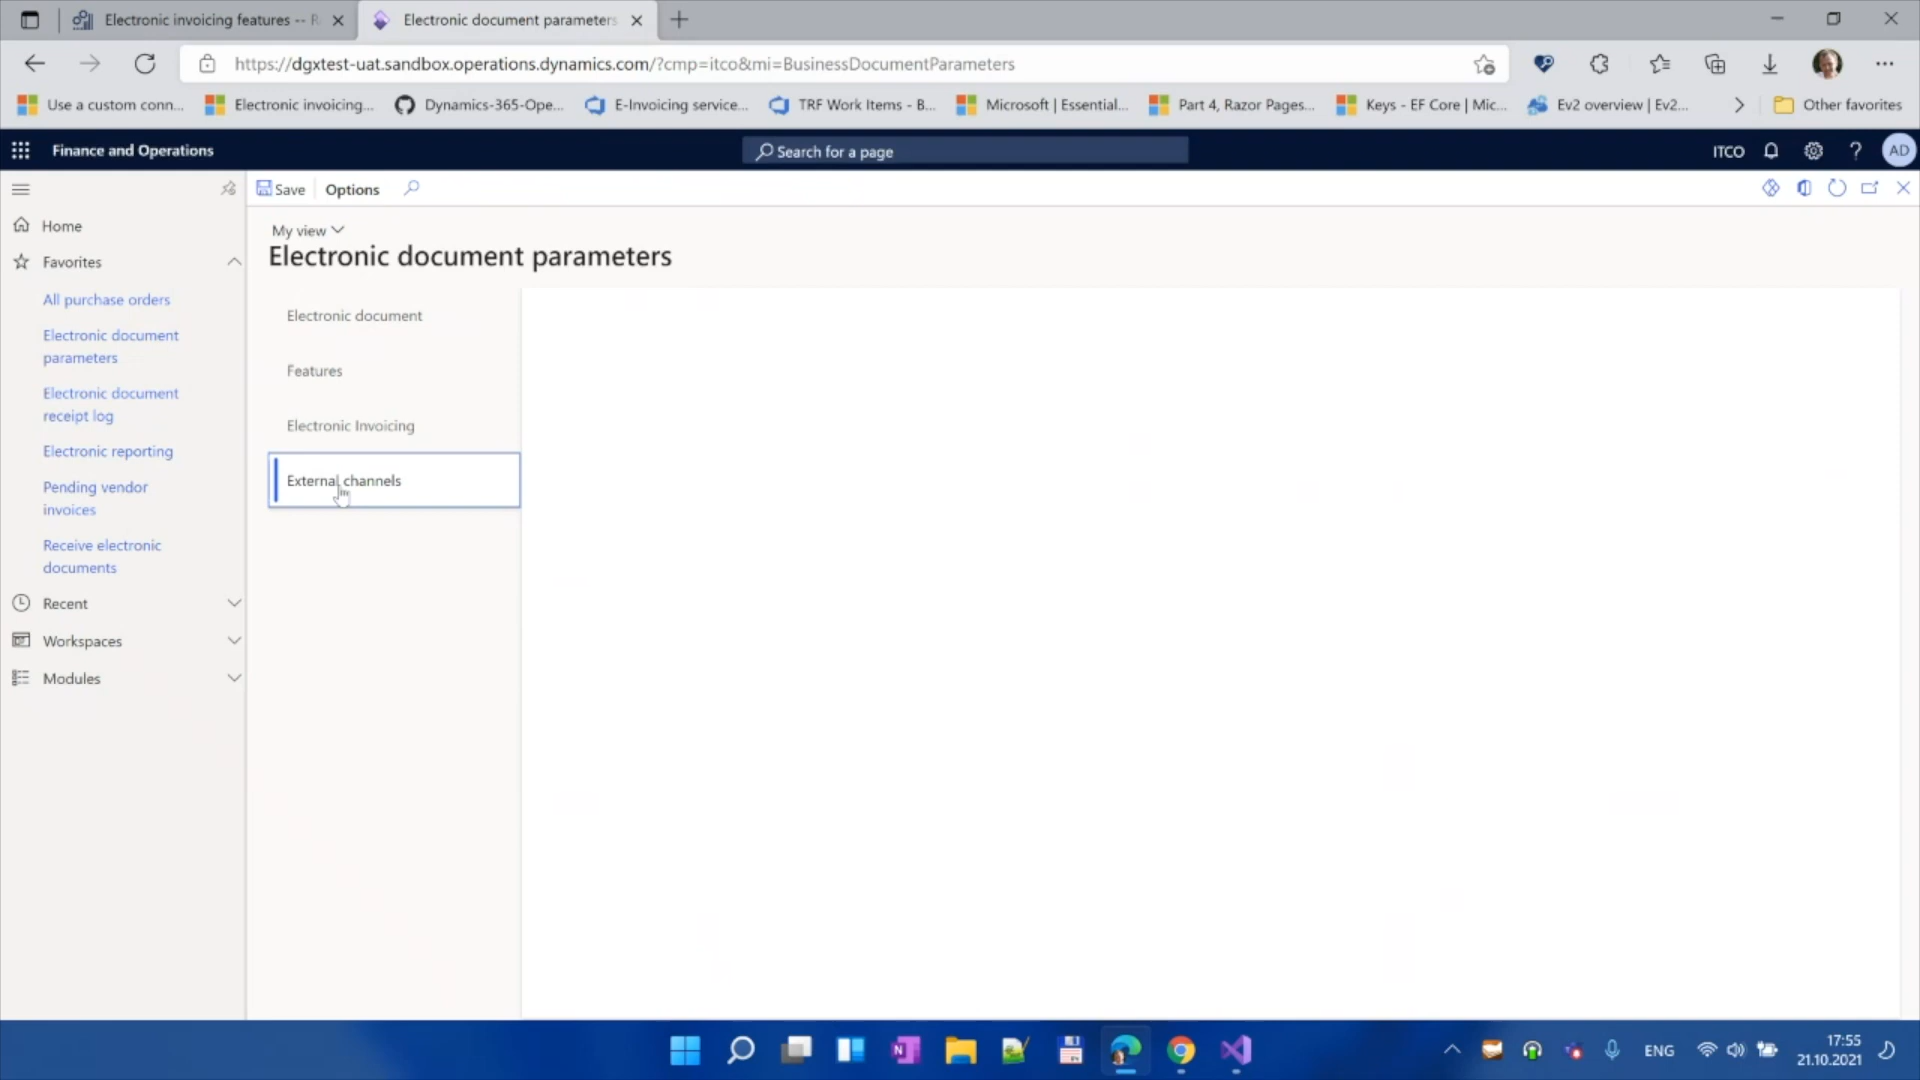 Electronic invoicing features -- R
Electronic document parameters
https://dgxtest-uat.sandbox.operations.dynamics.com/?cmp=itco&mi=BusinessDocumentParameters
Use a custom conn...
Electronic invoicing...
Dynamics-365-Ope...
E-Invoicing service...
TRF Work Items - B...
Microsoft | Essential...
Part 4, Razor Pages...
Keys - EF Core | Mic...
Ev2 overview | Ev2...
Other favorites
Finance and Operations
Search for a page
ITCO
?
AD
Save
Options
Home
Favorites
All purchase orders
Electronic document
parameters
Electronic document
receipt log
Electronic reporting
Pending vendor
invoices
Receive electronic
documents
Recent
Workspaces
Modules
My view
Electronic document parameters
Electronic document
Features
Electronic Invoicing
External channels
N
ENG
17:55
21.10.2021